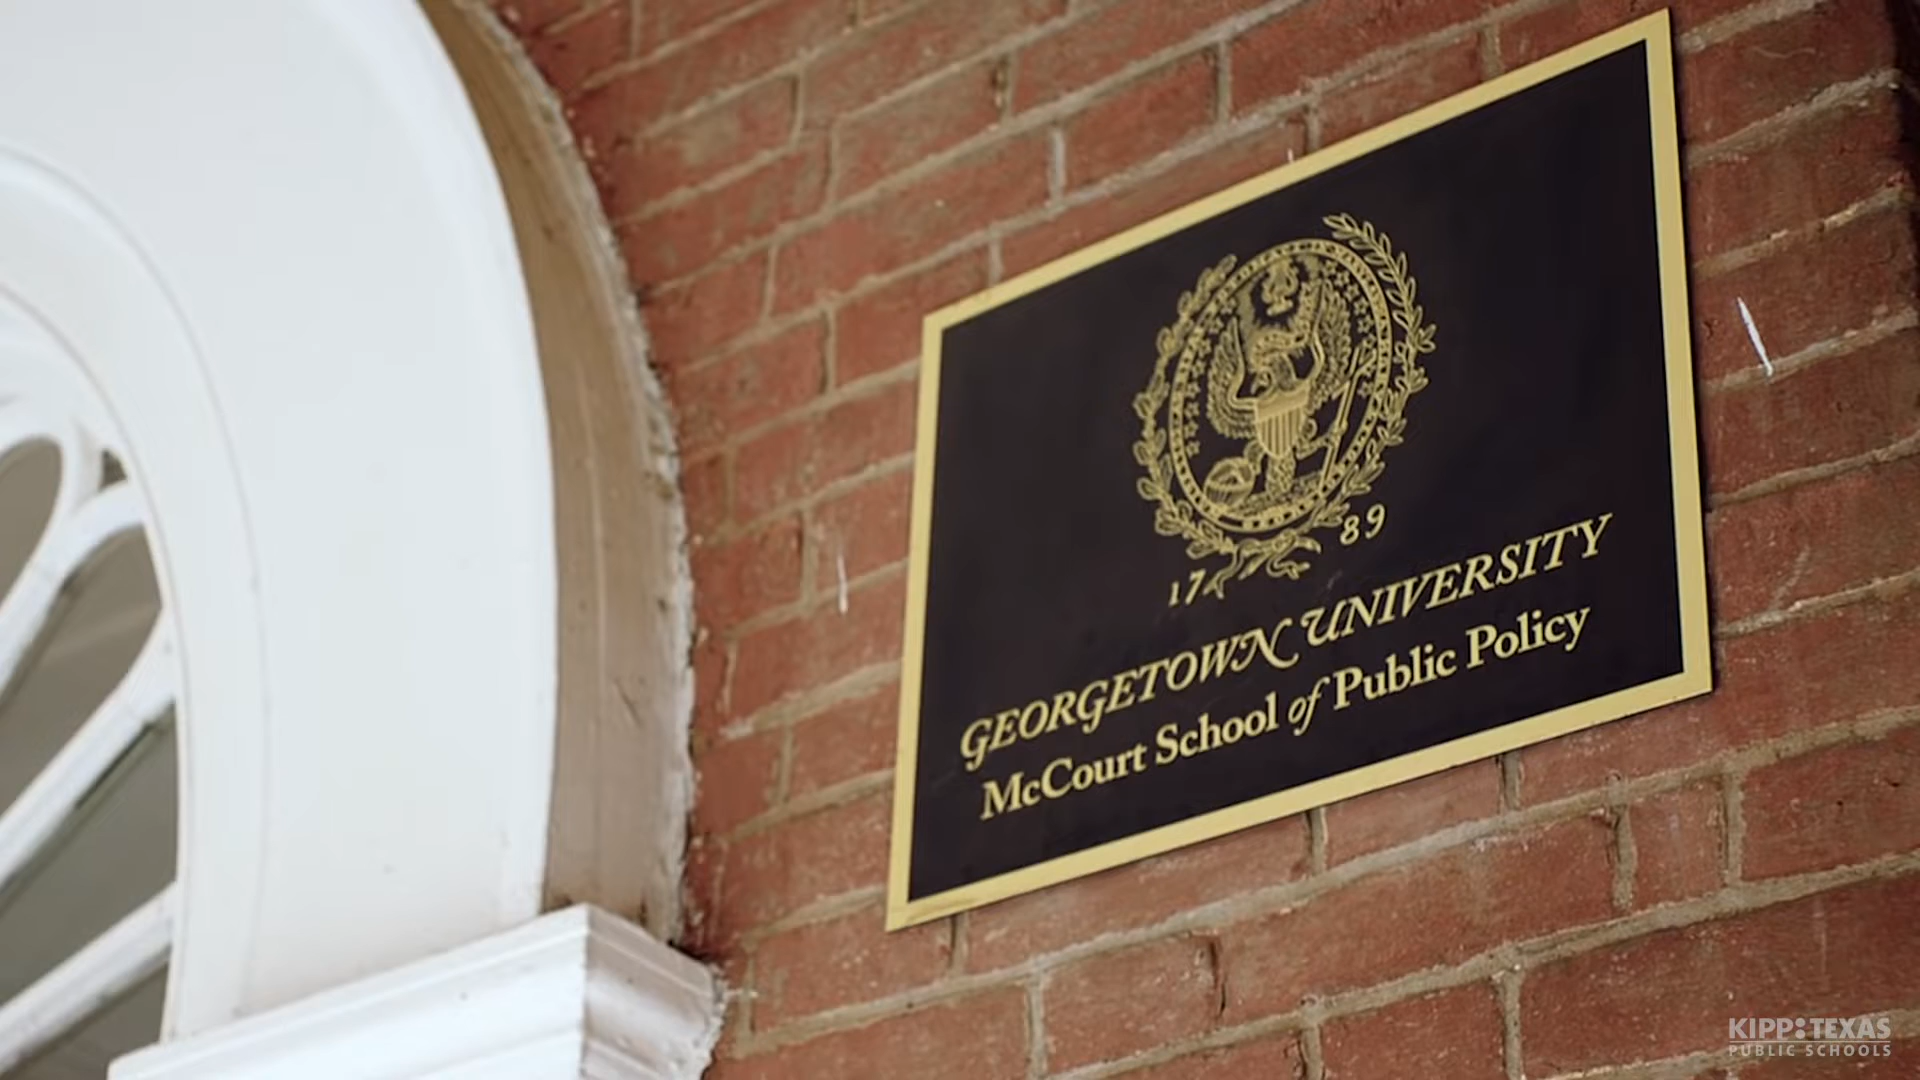 17 89
GEORGETOWN UNIVERSITY
McCourt School of Public Policy
KIPP:TEXAS
PUBLIC SCHOOLS